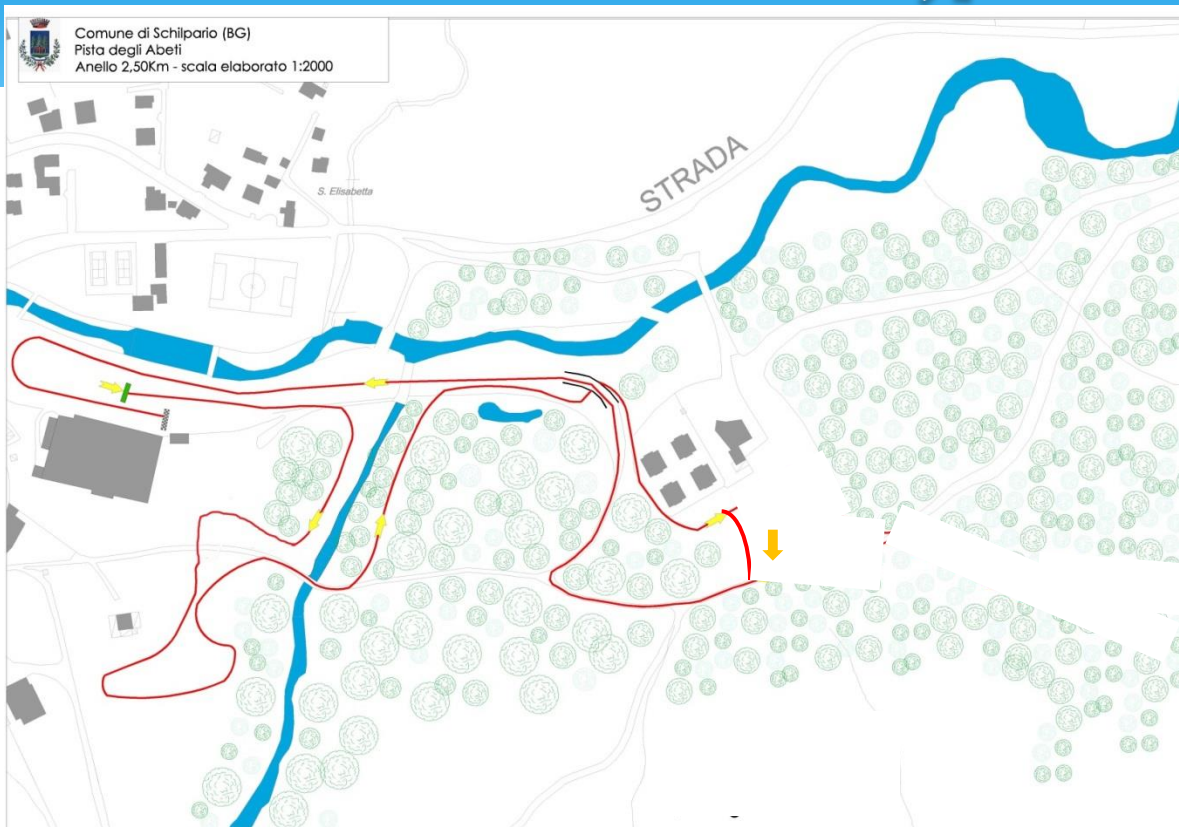 Comune di Schilpario (BG)
Pista degli Abeti
Anello 2,50Km - scala elaborato 1:2000
S. Elisabetta
STRADA